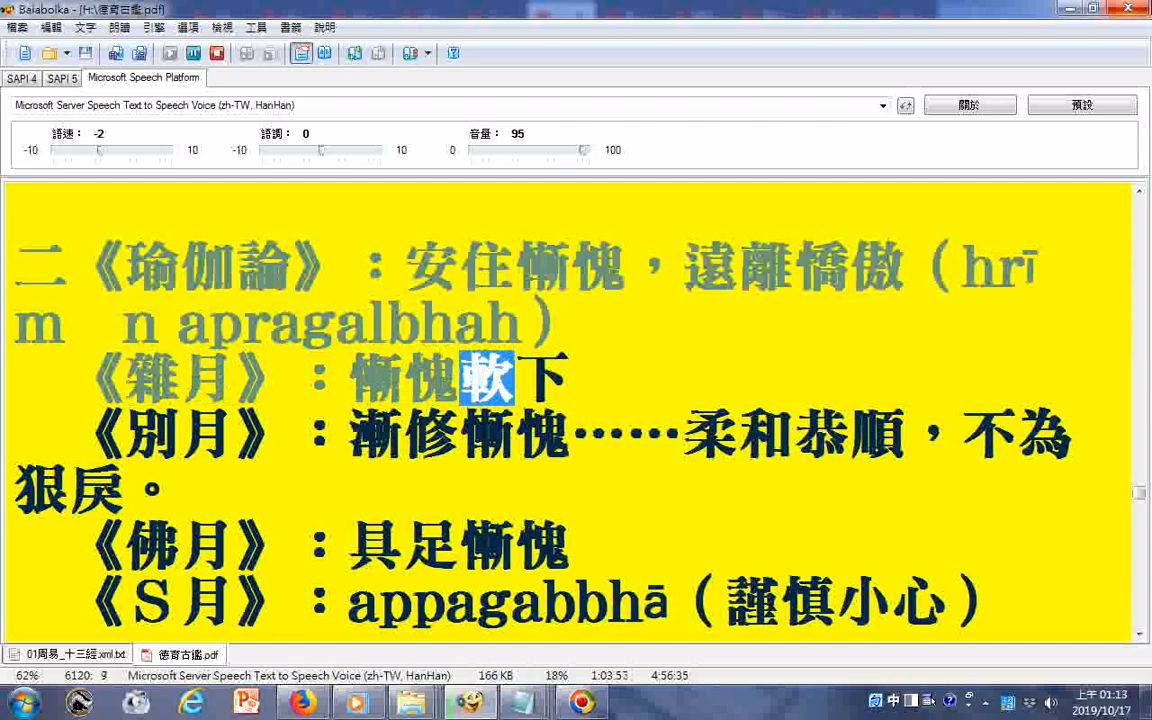 Balabolka - [H:\德育古鑑.pdf]
檔案 編輯 文字 朗讀 引擎 選項 檢視 工具 書籤 說明
SAPI 4 SAPI 5 Microsoft Speech Platform
Microsoft Server Speech Text to Speech Voice (zh-TW, HanHan) 關於 預設
語速： -2 語調： 0 音量： 95
-10 10 -10 10 0 100
二《瑜伽論》：安住慚愧，遠離憍傲（hrī
m n apragalbhah）
《雜月》：慚愧軟下
《別月》：漸修慚愧……柔和恭順，不為
狠戾。
《佛月》：具足慚愧
《Ｓ月》：appagabbhā（謹慎小心）
01周易_十三經.xml.txt 德育古鑑.pdf
62% 6120: 9 Microsoft Server Speech Text to Speech Voice (zh-TW, HanHan) 166 KB 18% 1:03:53 4:56:35
中 上午 01:13
2019/10/17